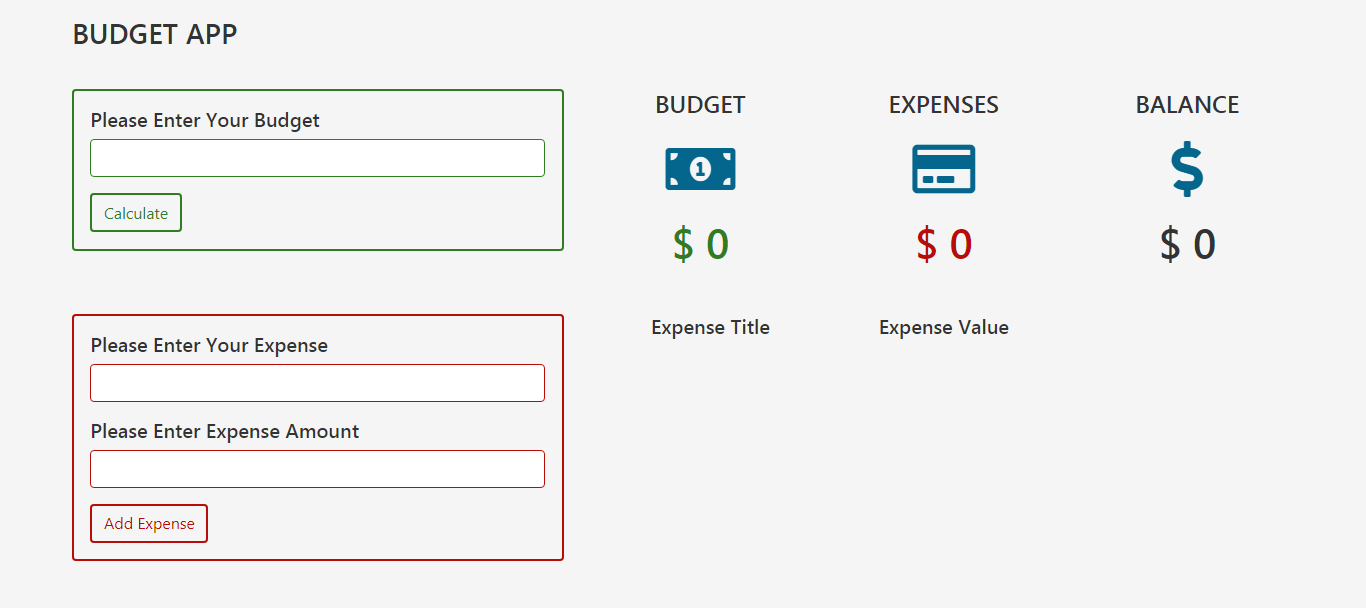 BUDGET APP
Please Enter Your Budget
Calculate
BUDGET EXPENSES BALANCE
1
$ 0 $ 0 $ 0
Please Enter Your Expense
Please Enter Expense Amount
Add Expense
Expense Title Expense Value